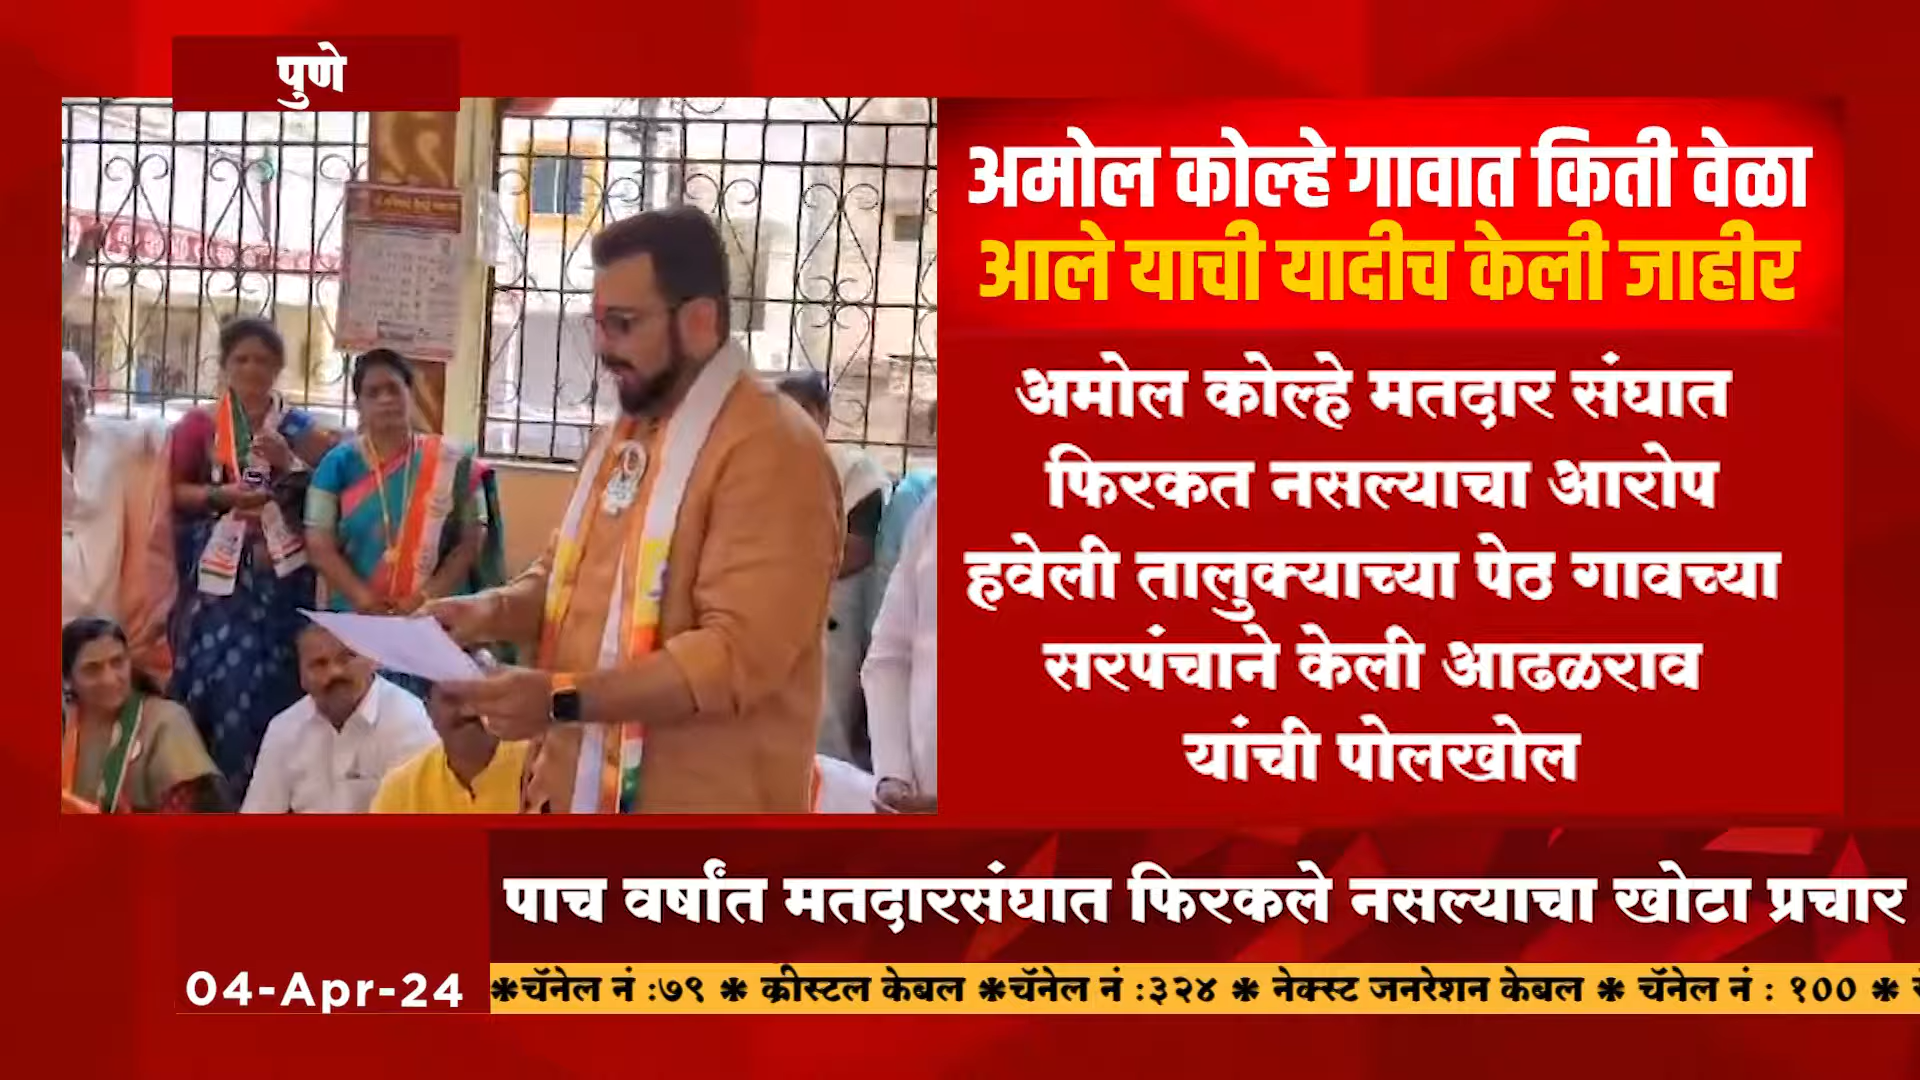 पुणे
अमोल कोल्हे गावात किती वेळा
आले याची यादीच केली जाहीर
अमोल कोल्हे मतदार संघात
फिरकत नसल्याचा आरोप
हवेली तालुक्याच्या पेठ गावच्या
सरपंचाने केली आढळराव
यांची पोलखोल
पाच वर्षांत मतदारसंघात फिरकले नसल्याचा खोटा प्रचार
04-Apr-24
❋चॅनेल नं :७९ ❋ क्रीस्टल केबल ❋चॅनेल नं :३२४ ❋ नेक्स्ट जनरेशन केबल ❋ चॅनेल नं : १०० ❋